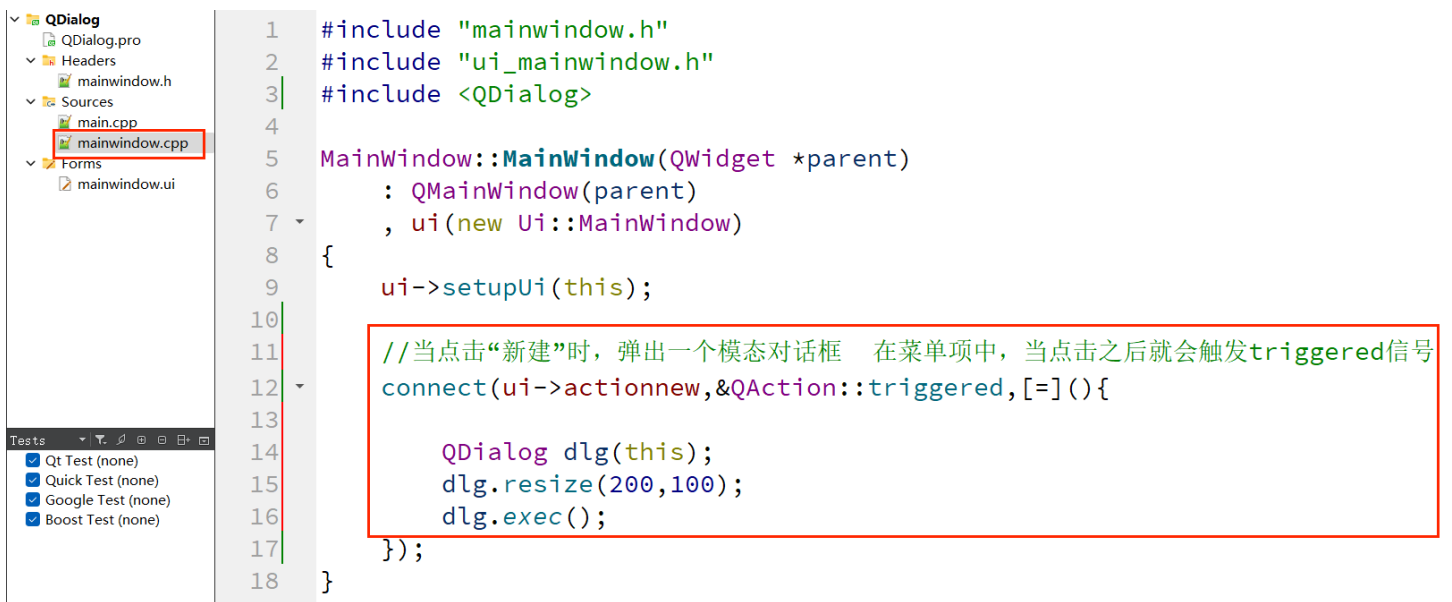 QDialog
QDialog.pro
Headers
mainwindow.h
Sources
main.cpp
mainwindow.cpp
Forms
mainwindow.ui
Tests
Qt Test (none)
Quick Test (none)
Google Test (none)
Boost Test (none)
1 #include "mainwindow.h"
2 #include "ui_mainwindow.h"
3 #include <QDialog>
4
5 MainWindow::MainWindow(QWidget *parent)
6 : QMainWindow(parent)
7 , ui(new Ui::MainWindow)
8 {
9 ui->setupUi(this);
10
11 //当点击“新建”时，弹出一个模态对话框 在菜单项中，当点击之后就会触发triggered信号
12 connect(ui->actionnew,&QAction::triggered,[=](){
13
14 QDialog dlg(this);
15 dlg.resize(200,100);
16 dlg.exec();
17 });
18 }